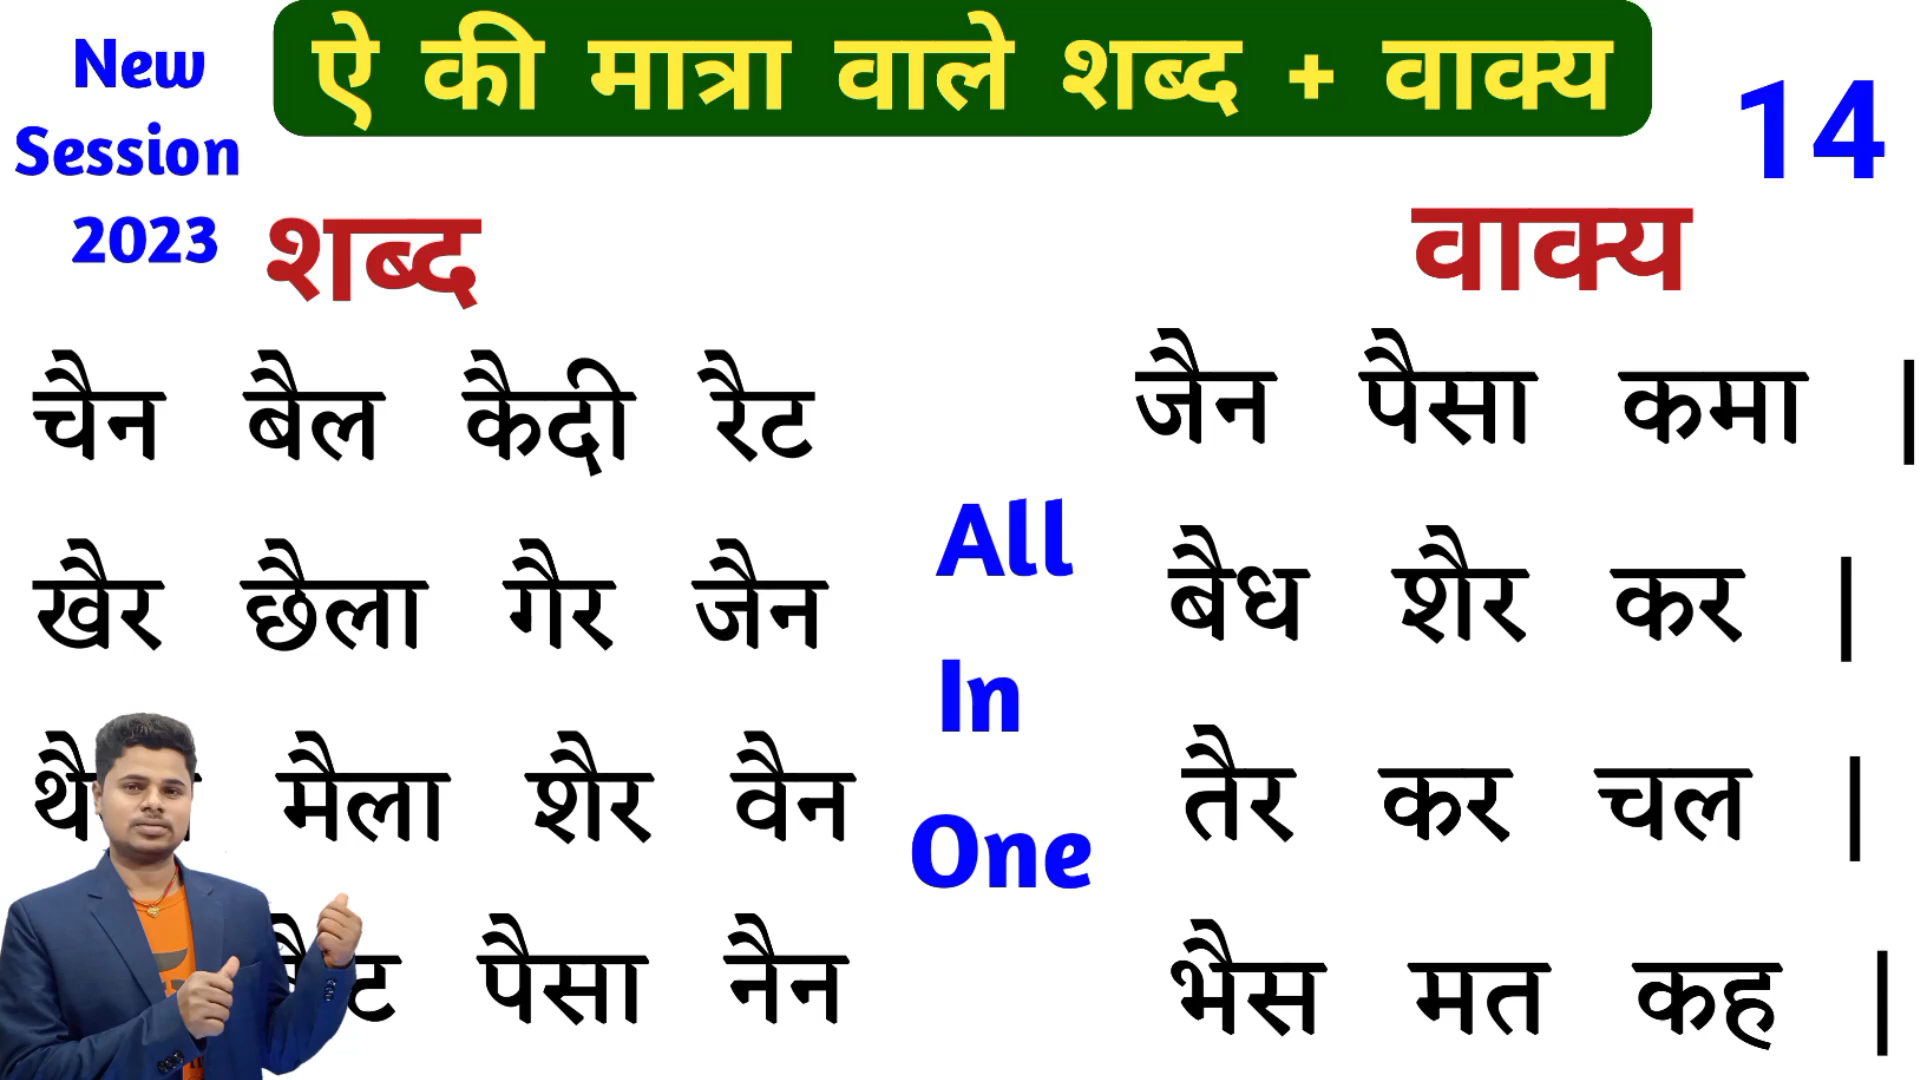 New
Session
2023
ऐ की मात्रा वाले शब्द + वाक्य
14
शब्द
चैन बैल कैदी रैट
खैर छैला गैर जैन
मैला शैर वैन
पैसा नैन
All
In
One
वाक्य
जैन पैसा कमा |
बैध शैर कर |
तैर कर चल |
भैस मत कह |